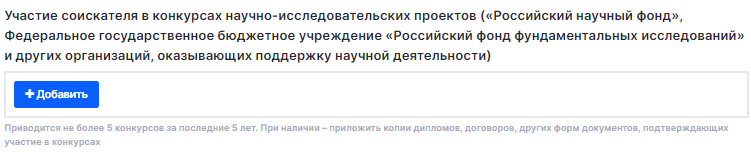 Участие соискателя в конкурсах научно-исследовательских проектов («Российский научный фонд»,
Федеральное государственное бюджетное учреждение «Российский фонд фундаментальных исследований»
и других организаций, оказывающих поддержку научной деятельности)
+ Добавить
Приводится не более 5 конкурсов за последние 5 лет. При наличии – приложить копии дипломов, договоров, других форм документов, подтверждающих
участие в конкурсах